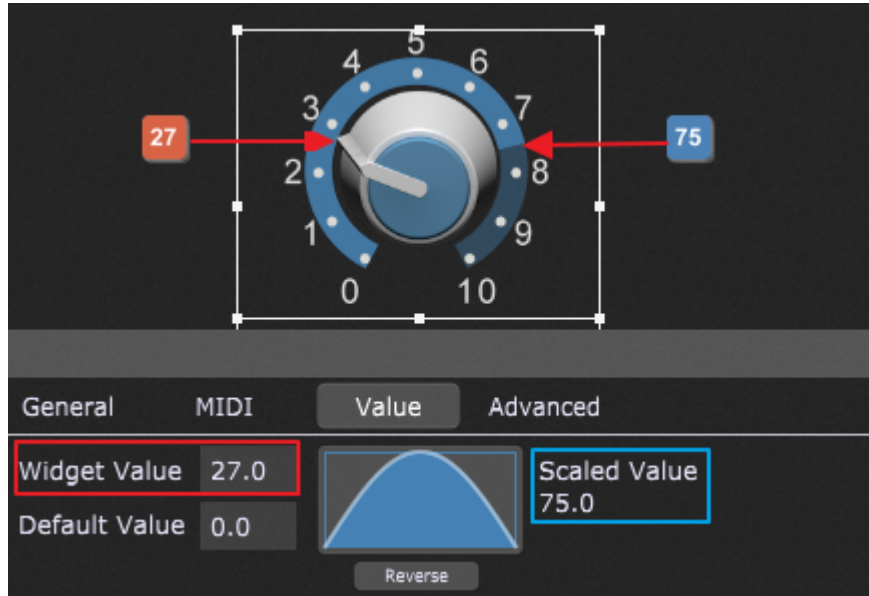 5
4 6
3 7
27 75
2 8
1 9
0 10
General MIDI Value Advanced
Widget Value 27.0 Scaled Value
75.0
Default Value 0.0
Reverse